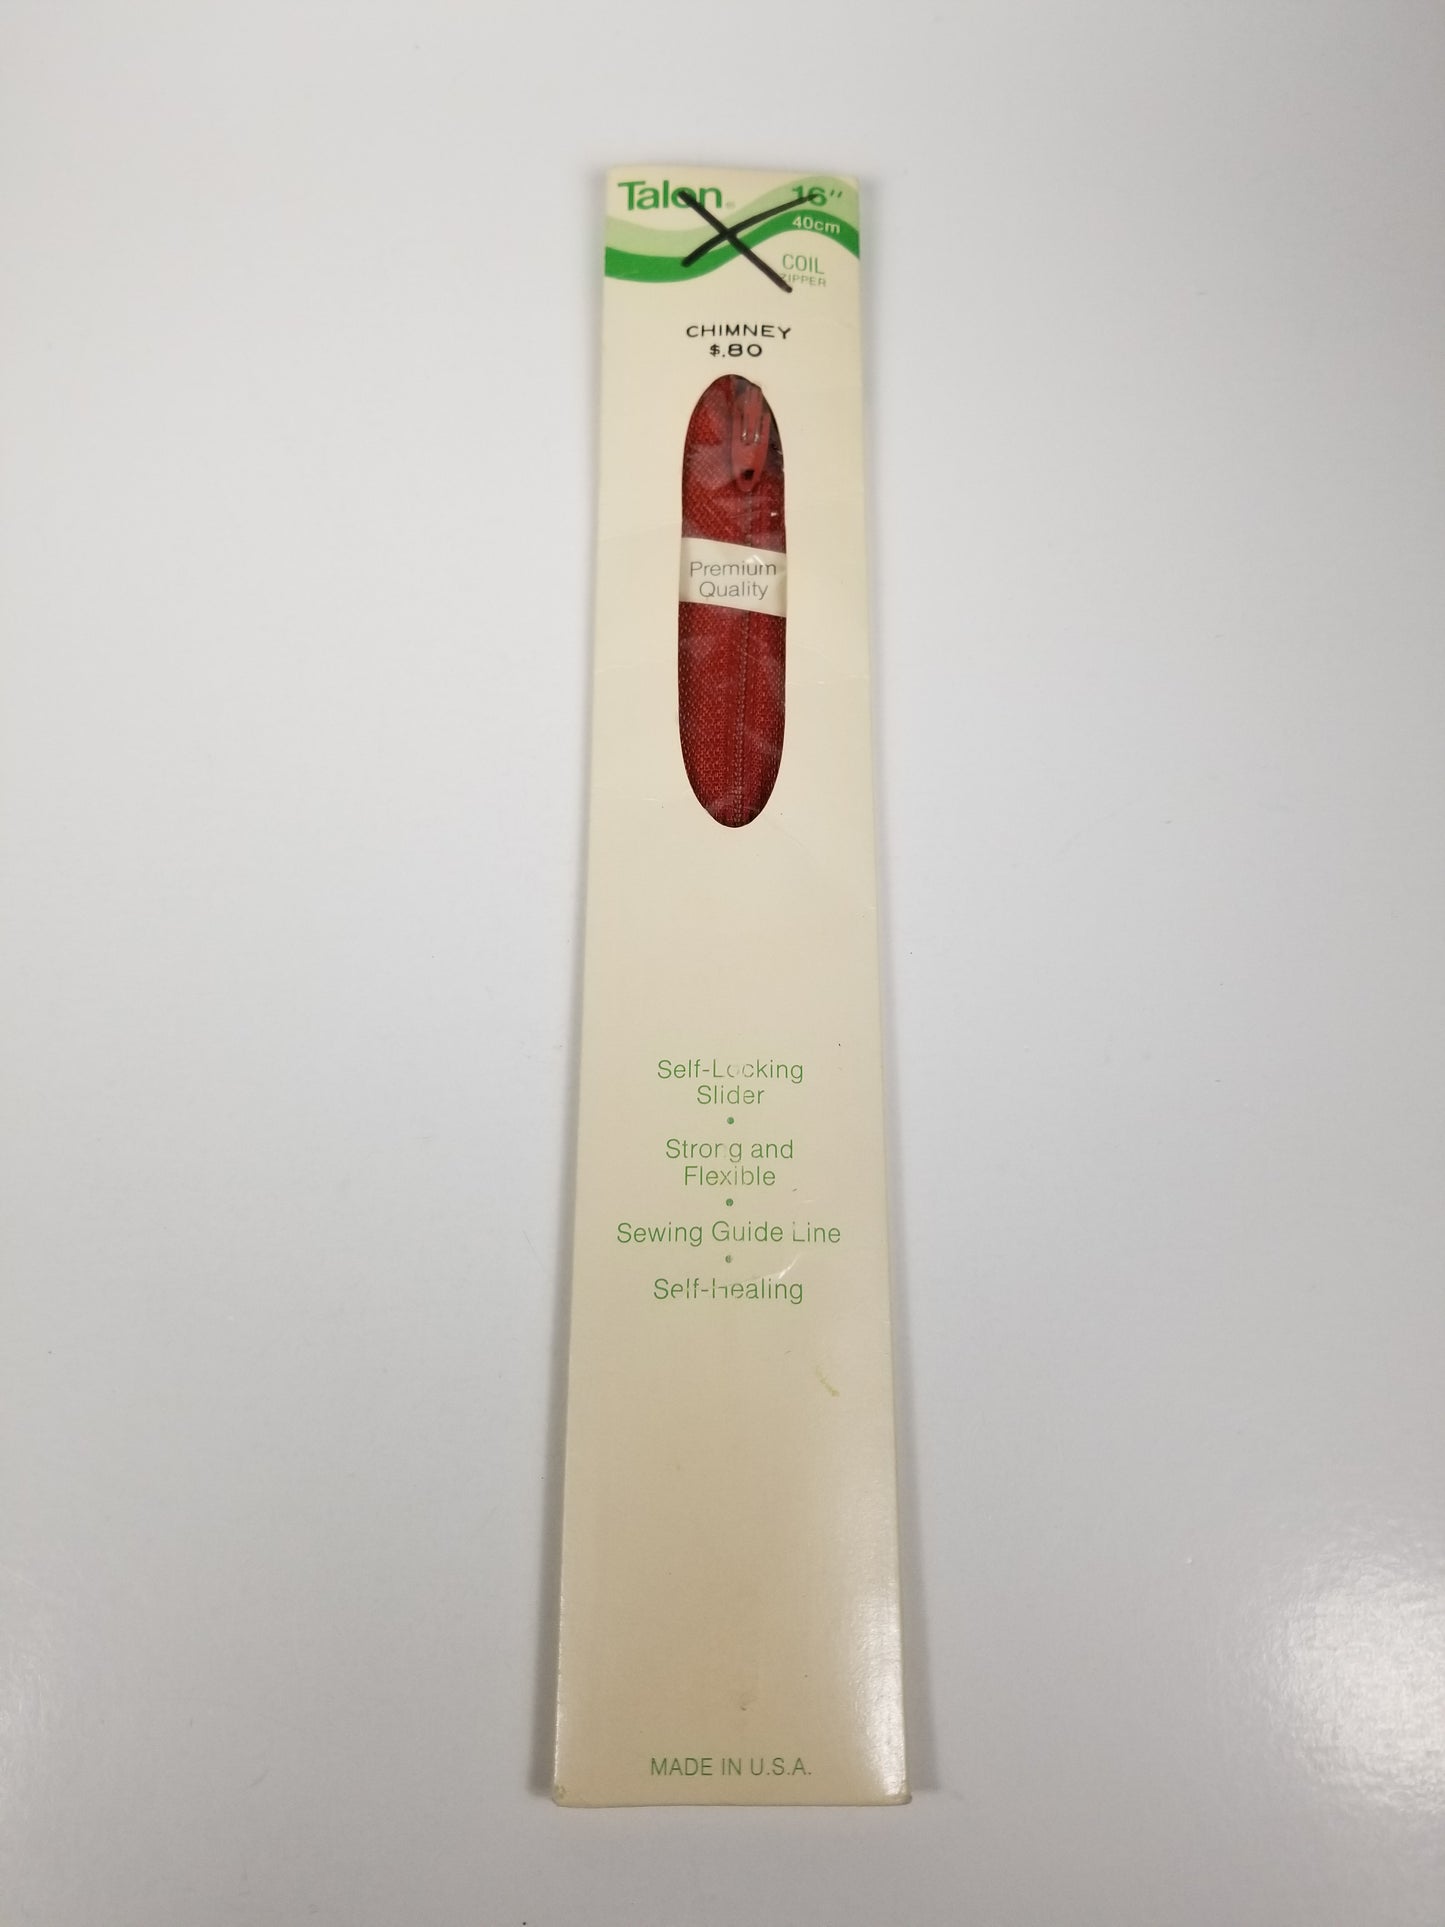 Talon® 16"
40cm
COIL
ZIPPER
CHIMNEY
$.80
Premium
Quality
Self-Locking
Slider
•
Strong and
Flexible
•
Sewing Guide Line
•
Self-Healing
MADE IN U.S.A.